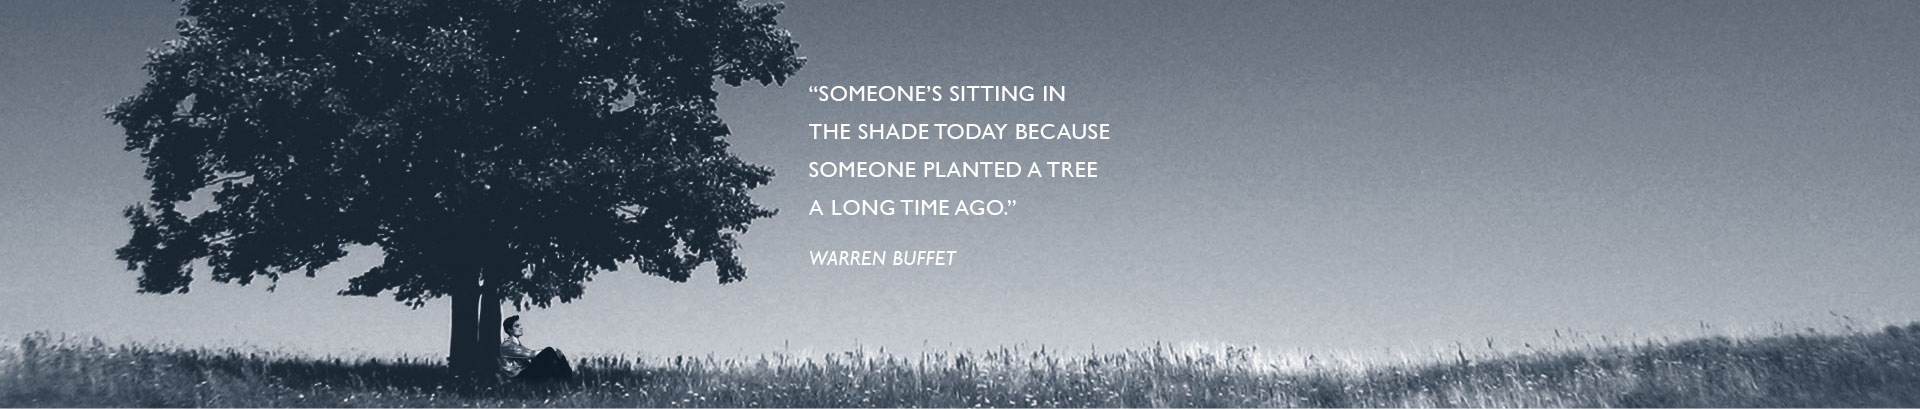 “SOMEONE’S SITTING IN
THE SHADE TODAY BECAUSE
SOMEONE PLANTED A TREE
A LONG TIME AGO.”
WARREN BUFFET